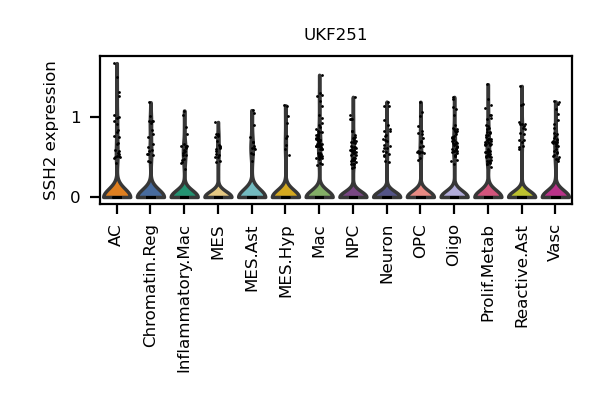 UKF251
SSH2 expression
1
0
AC
Chromatin.Reg
Inflammatory.Mac
MES
MES.Ast
MES.Hyp
Mac
NPC
Neuron
OPC
Oligo
Prolif.Metab
Reactive.Ast
Vasc